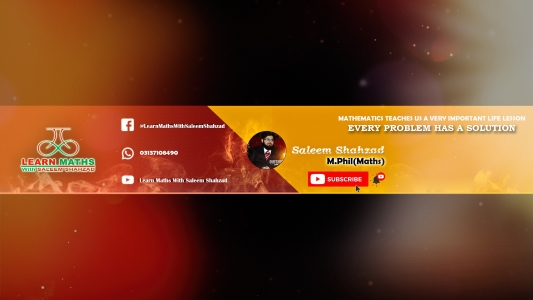 LEARN MATHS
WITH SALEEM SHAHZAD
@LearnMathsWithSaleemShahzad
03157108490
Learn Maths With Saleem Shahzad
MATHEMATICS TEACHES US A VERY IMPORTANT LIFE LESSON
EVERY PROBLEM HAS A SOLUTION
Saleem Shahzad
M.Phil(Maths)
SUBSCRIBE